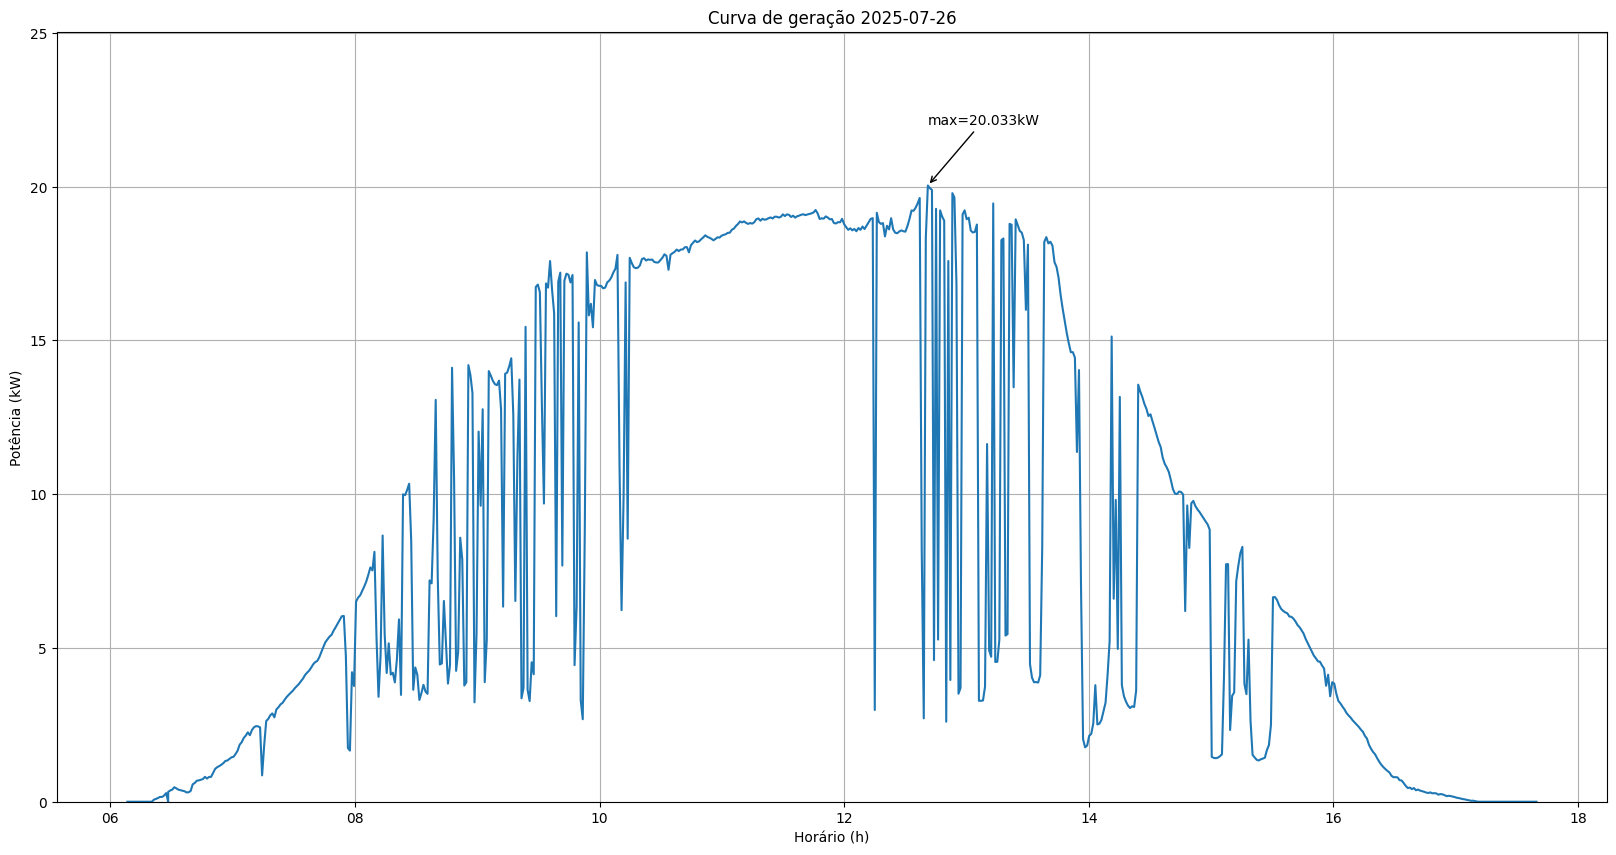 Curva de geração 2025-07-26
25
max=20.033kW
20
15
Potência (kW)
10
5
0
06 08 10 12 14 16 18
Horário (h)